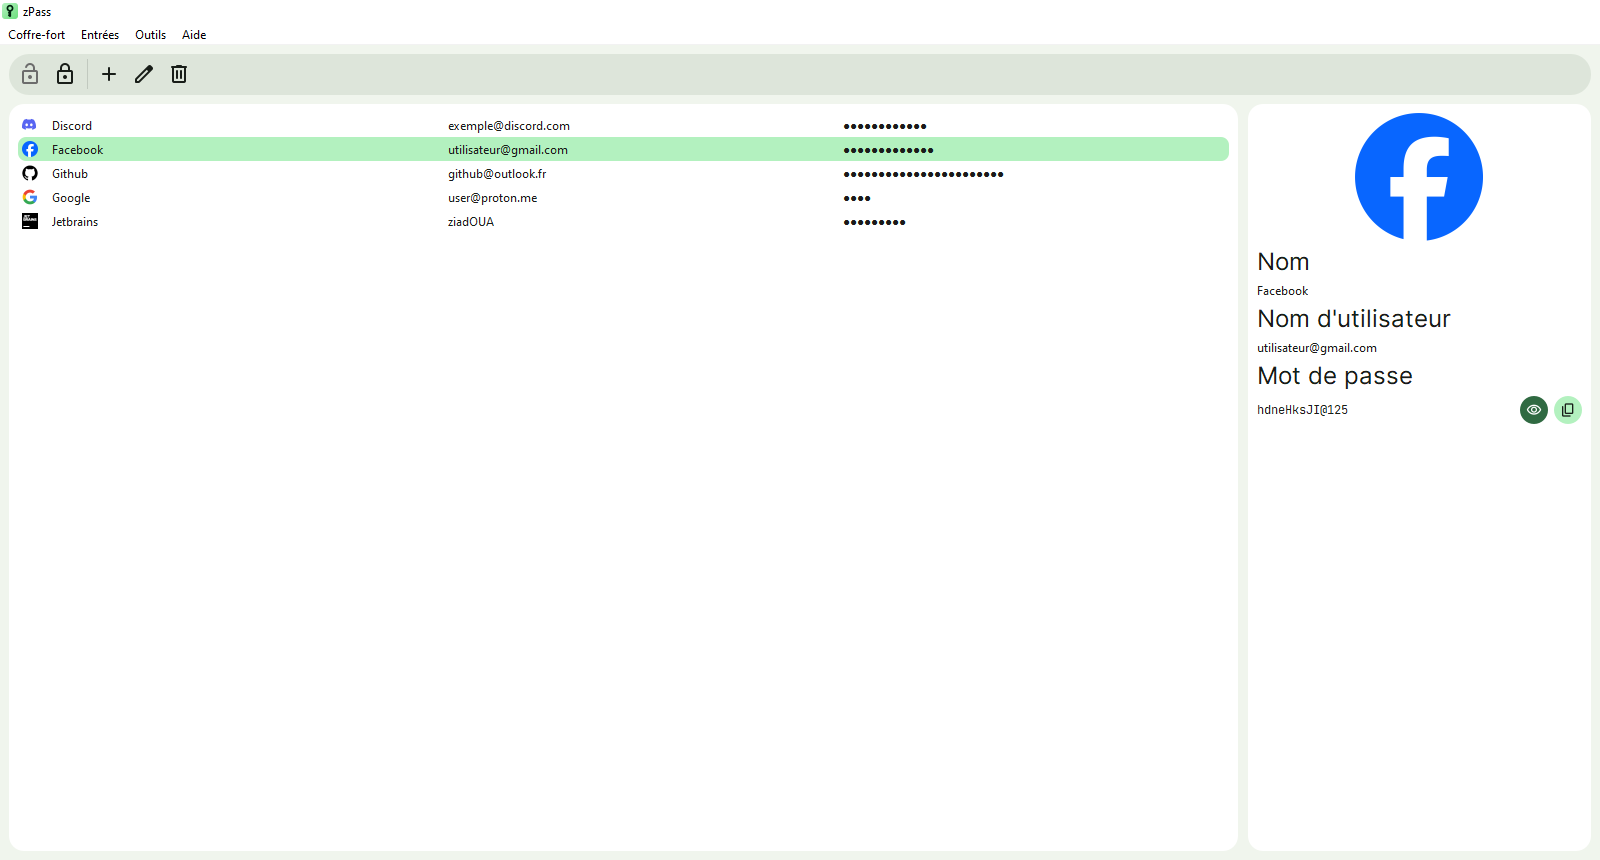 zPass
Coffre-fort Entrées Outils Aide
Discord exemple@discord.com ••••••••••••
Facebook utilisateur@gmail.com •••••••••••••
Github github@outlook.fr •••••••••••••••••••••••
Google user@proton.me ••••
Jetbrains ziadOUA •••••••••
Nom
Facebook
Nom d'utilisateur
utilisateur@gmail.com
Mot de passe
hdneHksJI@125